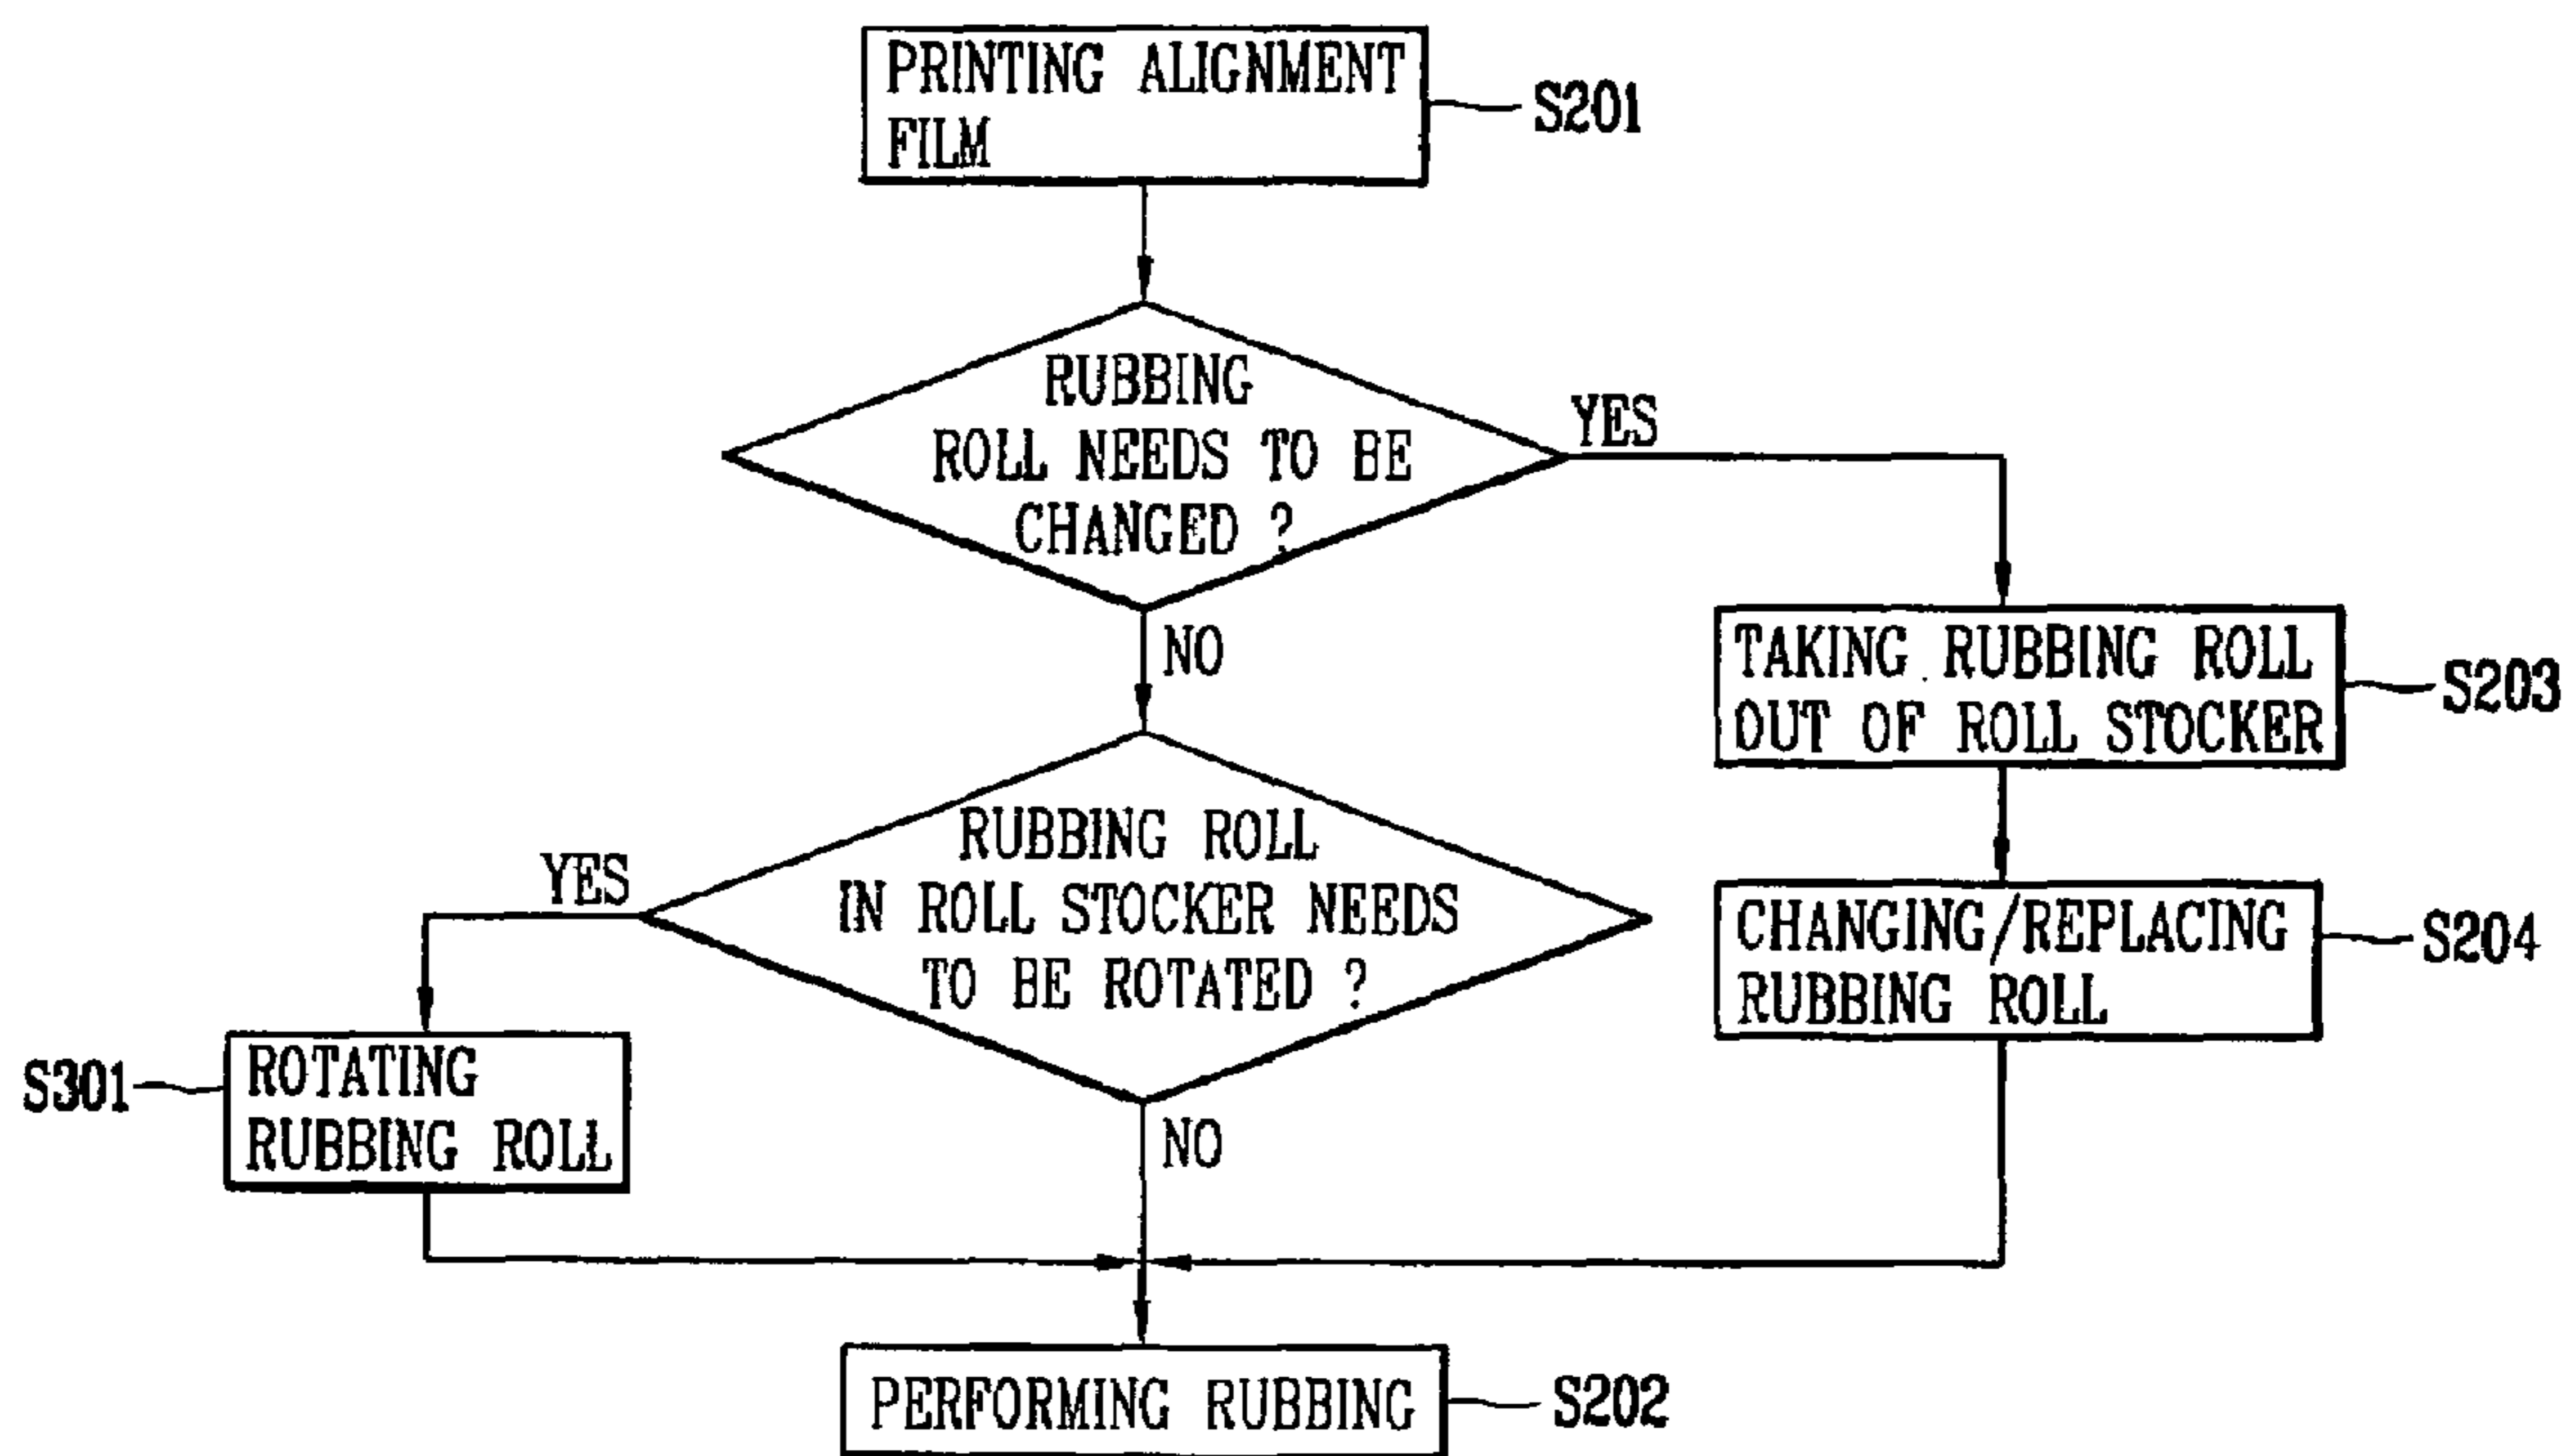 PRINTING ALIGNMENT
FILM
S201
RUBBING
ROLL NEEDS TO BE
CHANGED ?
YES
NO
TAKING RUBBING ROLL
OUT OF ROLL STOCKER
S203
RUBBING ROLL
IN ROLL STOCKER NEEDS
TO BE ROTATED ?
YES
NO
CHANGING/REPLACING
RUBBING ROLL
S204
S301
ROTATING
RUBBING ROLL
PERFORMING RUBBING
S202